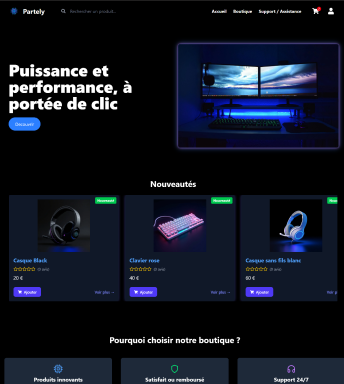 Partely
Rechercher un produit...
Accueil
Boutique
Support / Assistance
Puissance et
performance, à
portée de clic
Découvrir
Nouveautés
Nouveauté
Casque Black
(0 avis)
20 €
Ajouter
Voir plus →
Nouveauté
Clavier rose
(0 avis)
40 €
Ajouter
Voir plus →
Nouveauté
Casque sans fils blanc
(0 avis)
80 €
Ajouter
Voir plus
Pourquoi choisir notre boutique ?
Produits innovants
Satisfait ou remboursé
Support 24/7